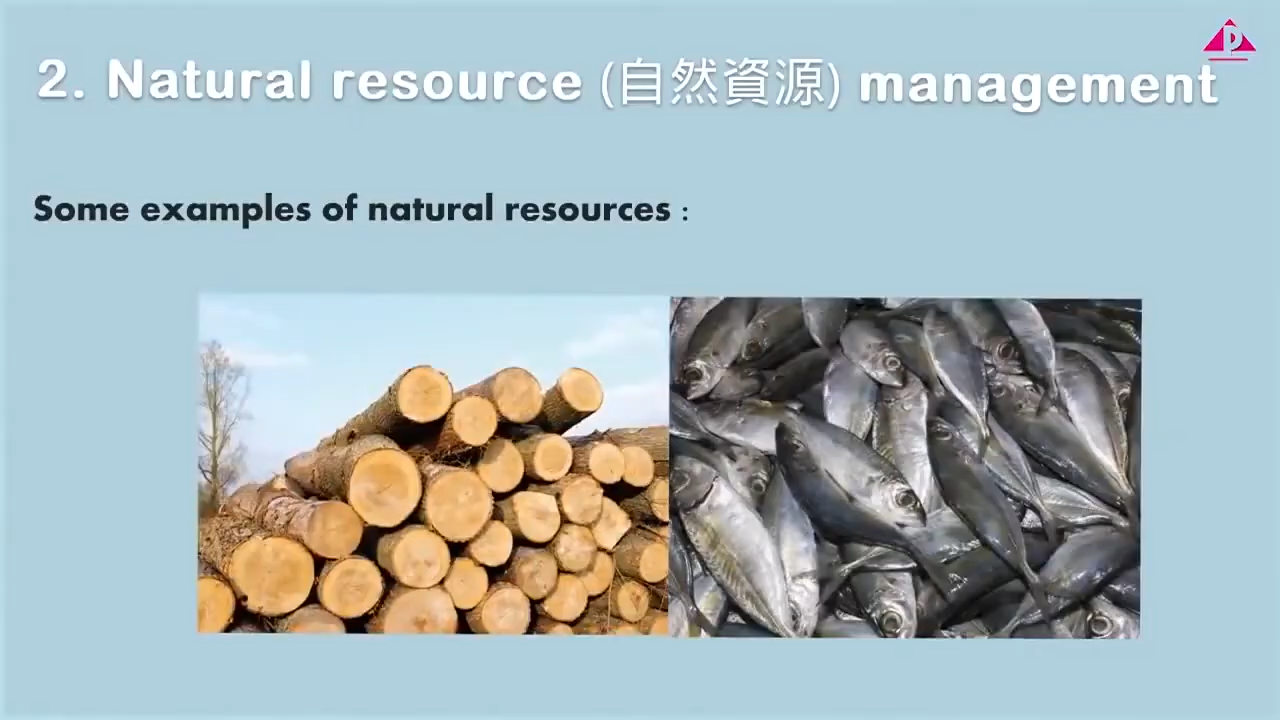 2. Natural resource (自然資源) management
Some examples of natural resources :